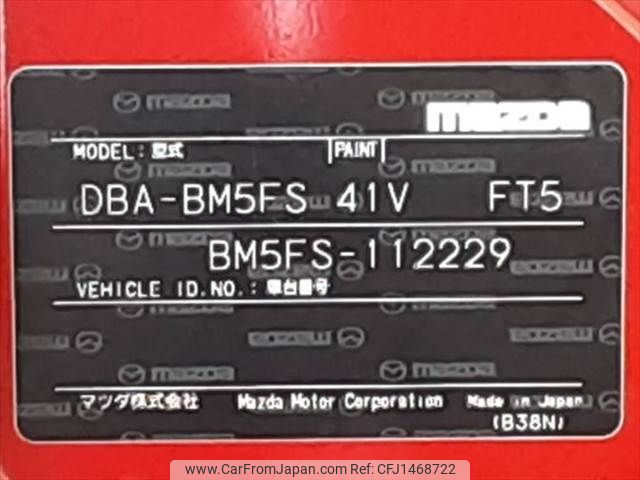 mazda
MODEL: 型式 PAINT
DBA-BM5FS 41V FT5
BM5FS-112229
VEHICLE ID.NO.: 車台番号
マツダ株式会社 Mazda Motor Corporation Made in Japan
(B38N)
www.CarFromJapan.com CFJ1468722